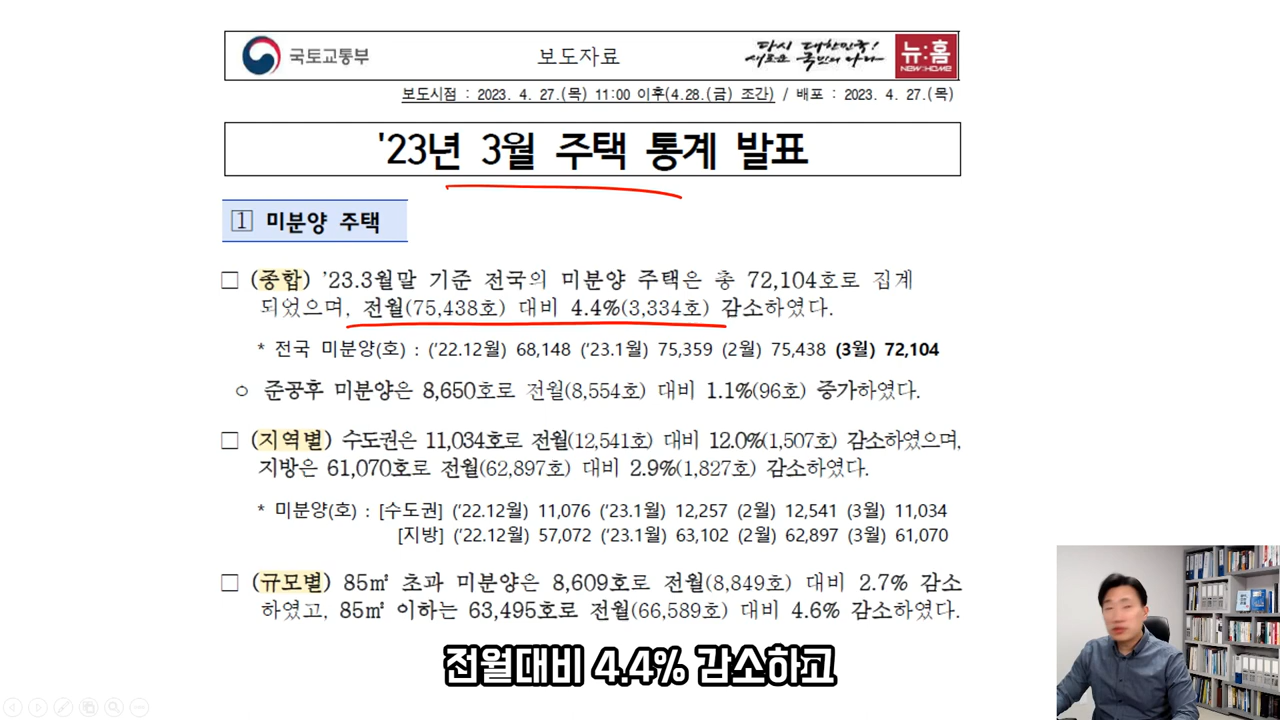 국토교통부
보도자료
다시 대한민국!
새로운 국민의 나라
뉴:홈
NEW:HOME
보도시점 : 2023. 4. 27.(목) 11:00 이후(4.28.(금) 조간) / 배포 : 2023. 4. 27.(목)
'23년 3월 주택 통계 발표
1 미분양 주택
□ (종합) ’23.3월말 기준 전국의 미분양 주택은 총 72,104호로 집계
되었으며, 전월(75,438호) 대비 4.4%(3,334호) 감소하였다.
* 전국 미분양(호) : (‘22.12월) 68,148 (‘23.1월) 75,359 (2월) 75,438 (3월) 72,104
ㅇ 준공후 미분양은 8,650호로 전월(8,554호) 대비 1.1%(96호) 증가하였다.
□ (지역별) 수도권은 11,034호로 전월(12,541호) 대비 12.0%(1,507호) 감소하였으며,
지방은 61,070호로 전월(62,897호) 대비 2.9%(1,827호) 감소하였다.
* 미분양(호) : [수도권] (‘22.12월) 11,076 (‘23.1월) 12,257 (2월) 12,541 (3월) 11,034
[지방] (‘22.12월) 57,072 (‘23.1월) 63,102 (2월) 62,897 (3월) 61,070
□ (규모별) 85㎡ 초과 미분양은 8,609호로 전월(8,849호) 대비 2.7% 감소
하였고, 85㎡ 이하는 63,495호로 전월(66,589호) 대비 4.6% 감소하였다.
전월대비 4.4% 감소하고